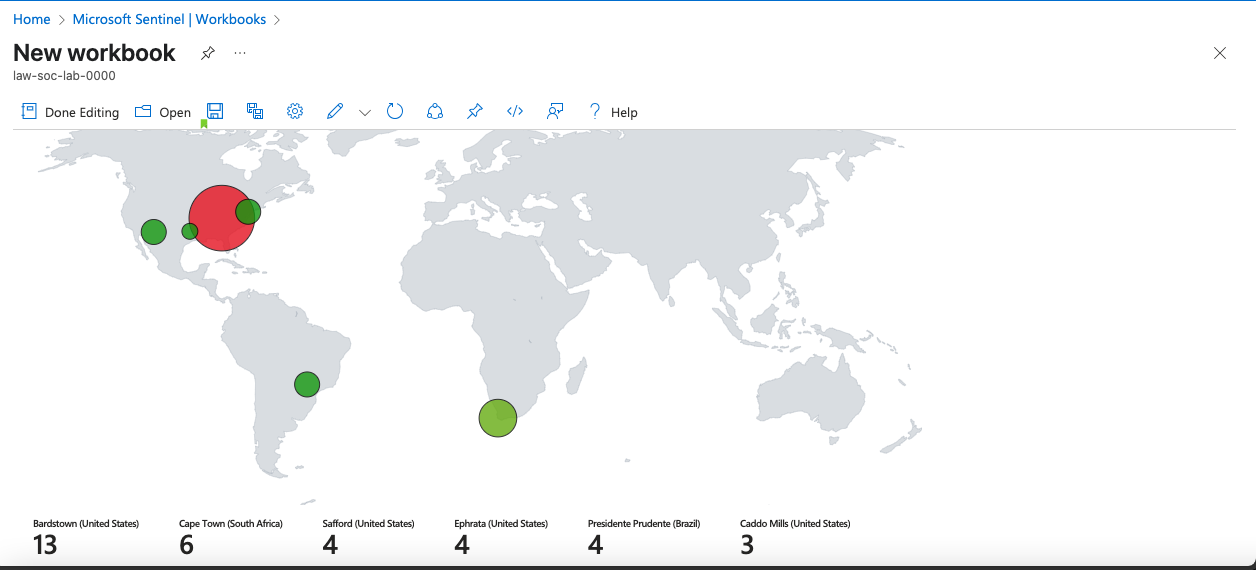 Home > Microsoft Sentinel | Workbooks >
New workbook ...
law-soc-lab-0000
Done Editing Open </> ? Help
Bardstown (United States) Cape Town (South Africa) Safford (United States) Ephrata (United States) Presidente Prudente (Brazil) Caddo Mills (United States)
13 6 4 4 4 3